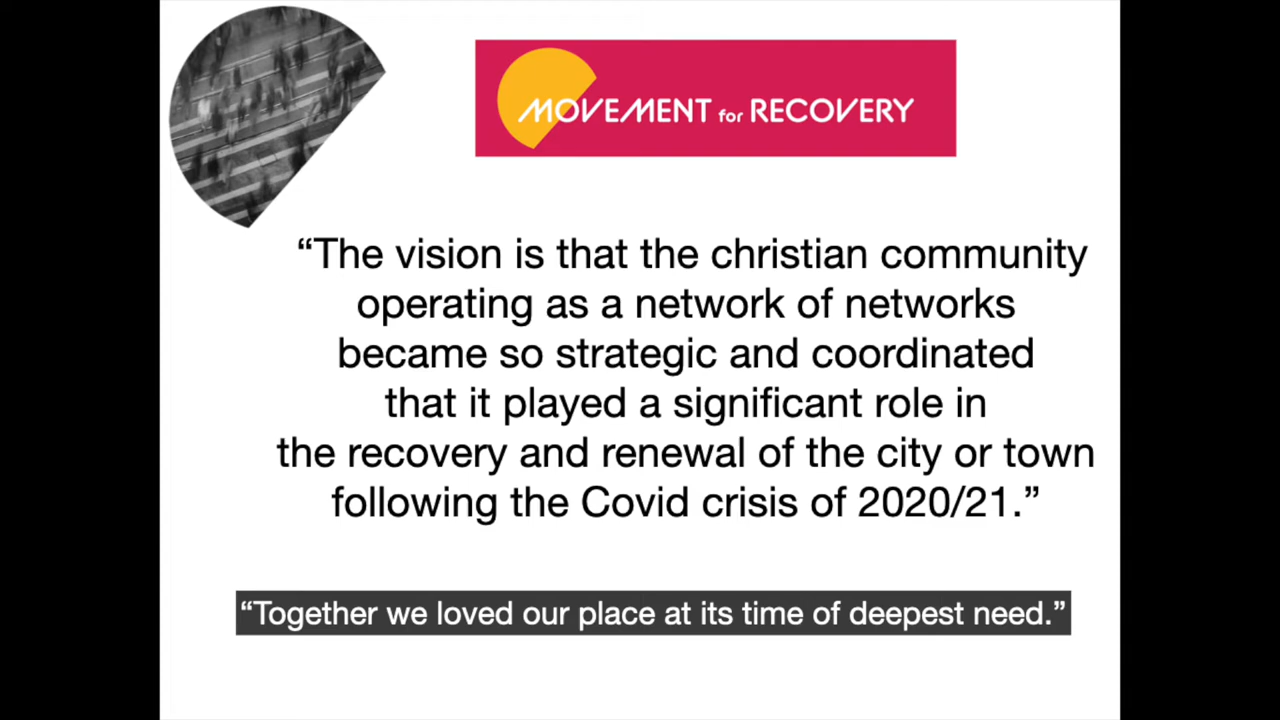 MOVEMENT for RECOVERY
“The vision is that the christian community
operating as a network of networks
became so strategic and coordinated
that it played a significant role in
the recovery and renewal of the city or town
following the Covid crisis of 2020/21.”
“Together we loved our place at its time of deepest need.”